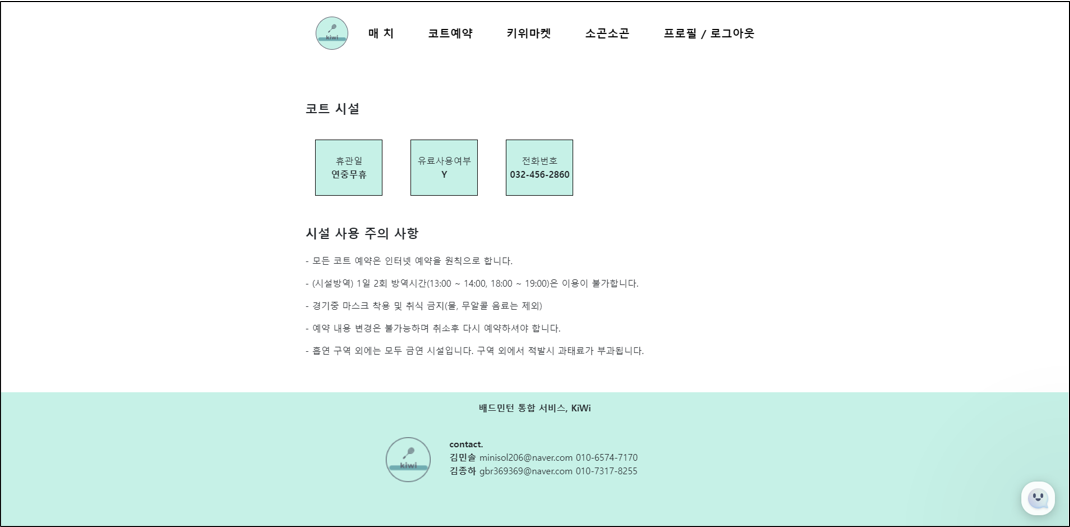 kiwi 매 치 코트예약 키위마켓 소곤소곤 프로필 / 로그아웃
코트 시설
휴관일 유료사용여부 전화번호
연중무휴 Y 032-456-2860
시설 사용 주의 사항
- 모든 코트 예약은 인터넷 예약을 원칙으로 합니다.
- (시설방역) 1일 2회 방역시간(13:00 ~ 14:00, 18:00 ~ 19:00)은 이용이 불가합니다.
- 경기중 마스크 착용 및 취식 금지(물, 무알콜 음료는 제외)
- 예약 내용 변경은 불가능하며 취소후 다시 예약하셔야 합니다.
- 흡연 구역 외에는 모두 금연 시설입니다. 구역 외에서 적발시 과태료가 부과됩니다.
배드민턴 통합 서비스, KiWi
contact.
kiwi 김민솔 minisol206@naver.com 010-6574-7170
김종하 gbr369369@naver.com 010-7317-8255